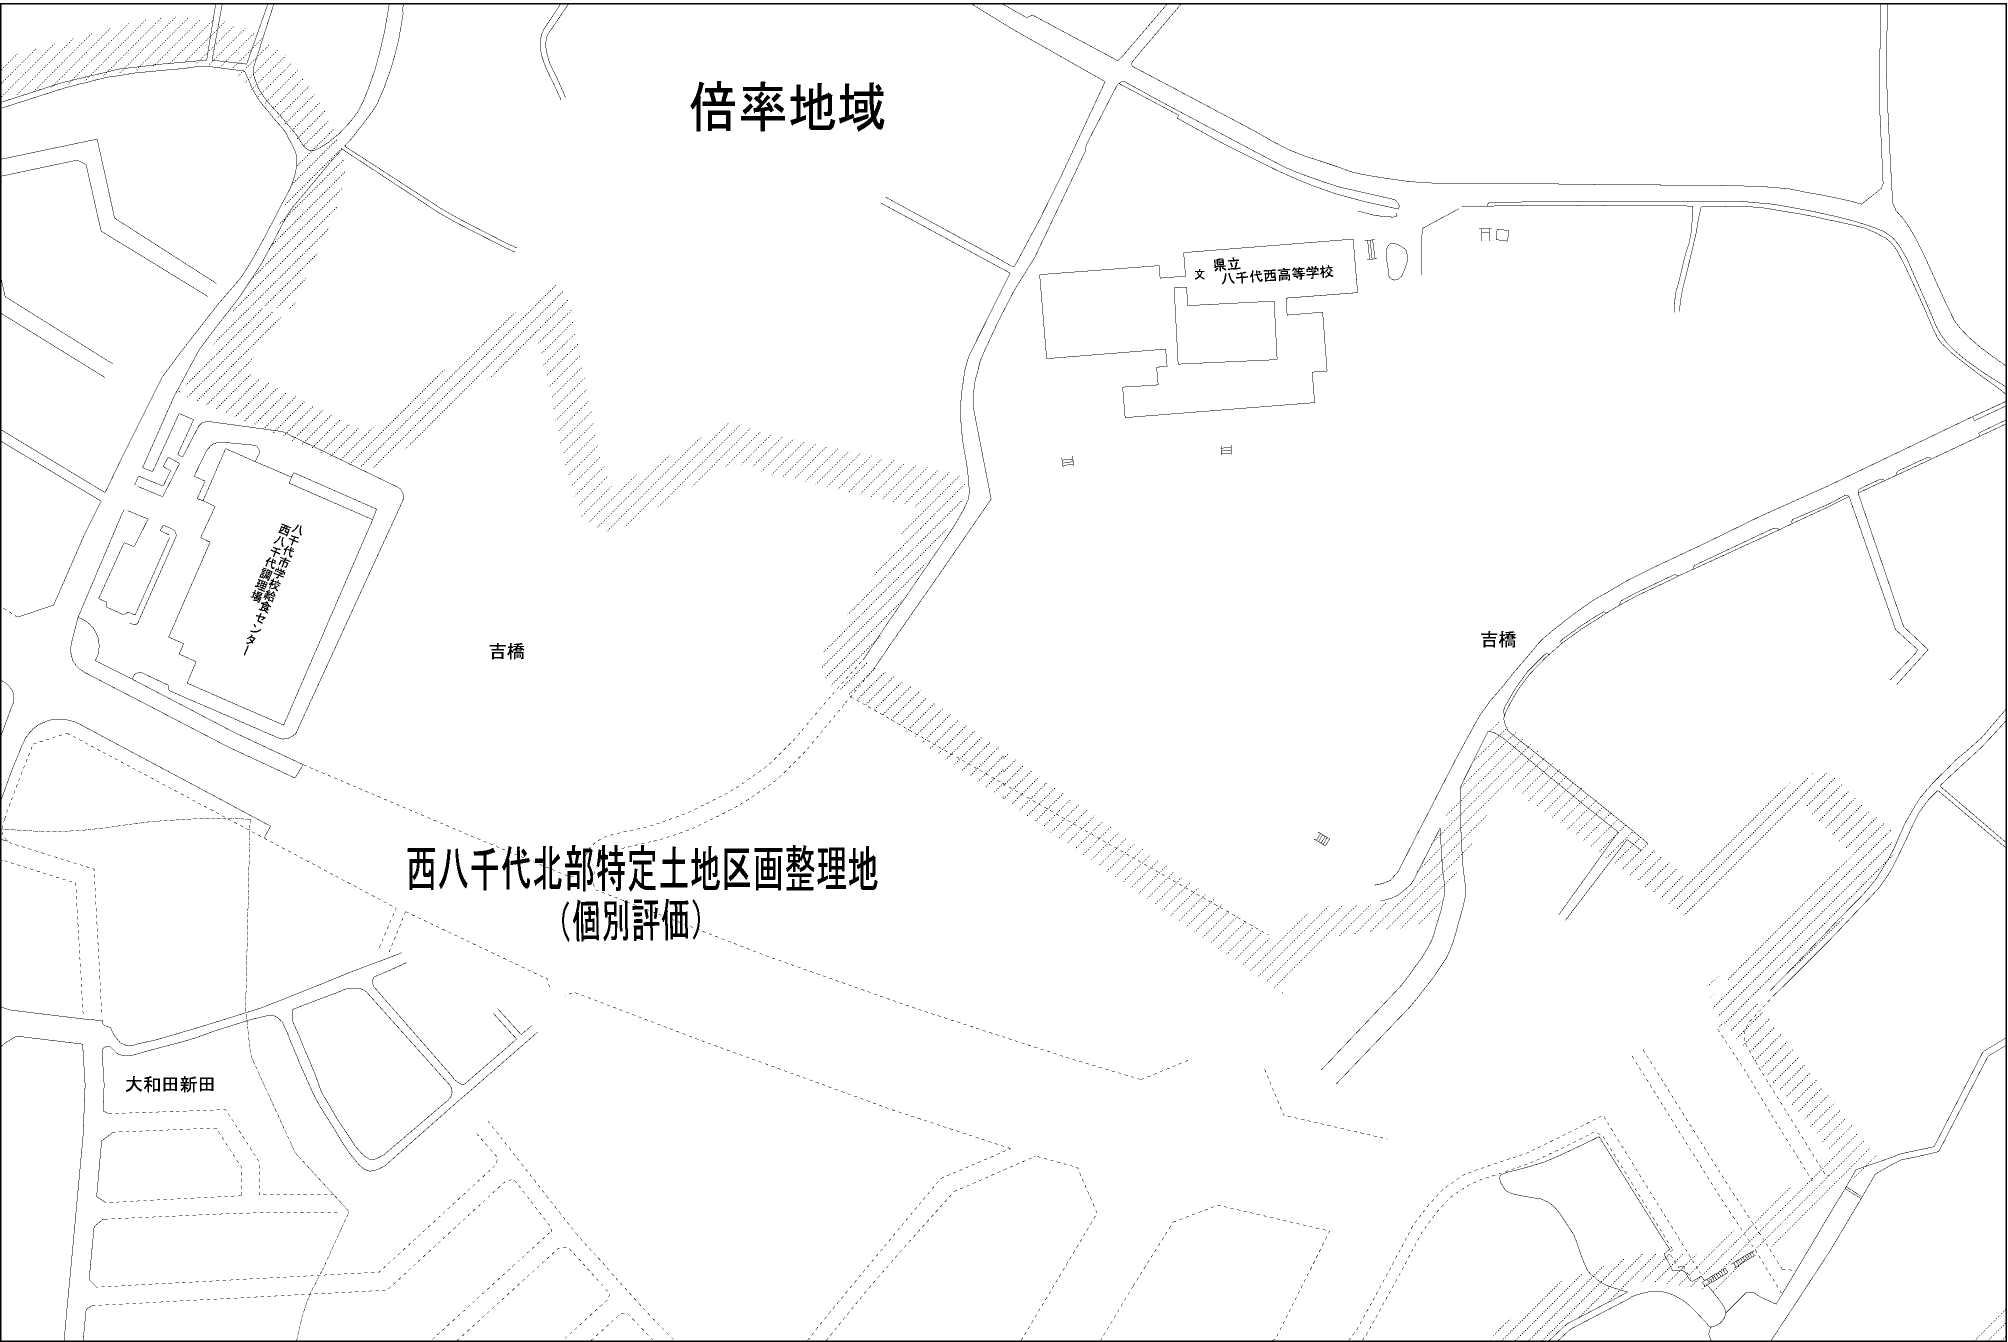 倍率地域
県立
文 八千代西高等学校
八千代市学校給食センター
西八千代調理場
吉橋
吉橋
西八千代北部特定土地区画整理地
(個別評価)
大和田新田